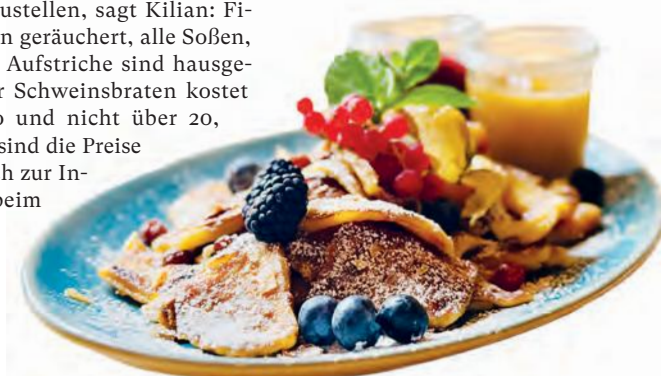 ustellen, sagt Kilian: Fi-
n geräuchert, alle Soßen,
Aufstriche sind hausge-
r Schweinsbraten kostet
und nicht über 20,
sind die Preise
h zur In-
beim